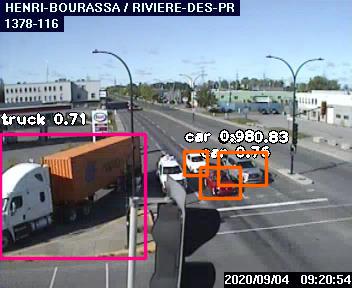 HENRI-BOURASSA / RIVIERE-DES-PR
1378-116
truck 0.71
car 0.98
0.83
car 0.76
2020/09/04 09:20:54